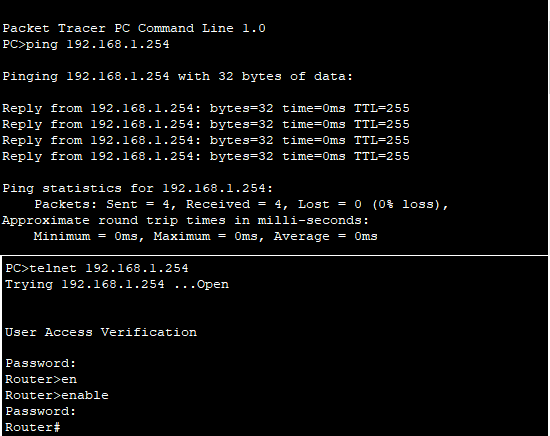 Packet Tracer PC Command Line 1.0
PC>ping 192.168.1.254
Pinging 192.168.1.254 with 32 bytes of data:
Reply from 192.168.1.254: bytes=32 time=0ms TTL=255
Reply from 192.168.1.254: bytes=32 time=0ms TTL=255
Reply from 192.168.1.254: bytes=32 time=0ms TTL=255
Reply from 192.168.1.254: bytes=32 time=0ms TTL=255
Ping statistics for 192.168.1.254:
Packets: Sent = 4, Received = 4, Lost = 0 (0% loss),
Approximate round trip times in milli-seconds:
Minimum = 0ms, Maximum = 0ms, Average = 0ms
PC>telnet 192.168.1.254
Trying 192.168.1.254 ...Open
User Access Verification
Password:
Router>en
Router>enable
Password:
Router#